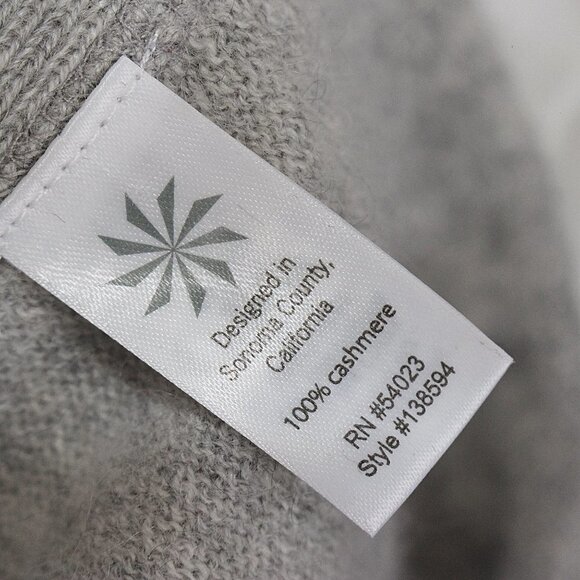 Designed in
Sonoma County,
California
100% cashmere
RN #54023
Style #138594